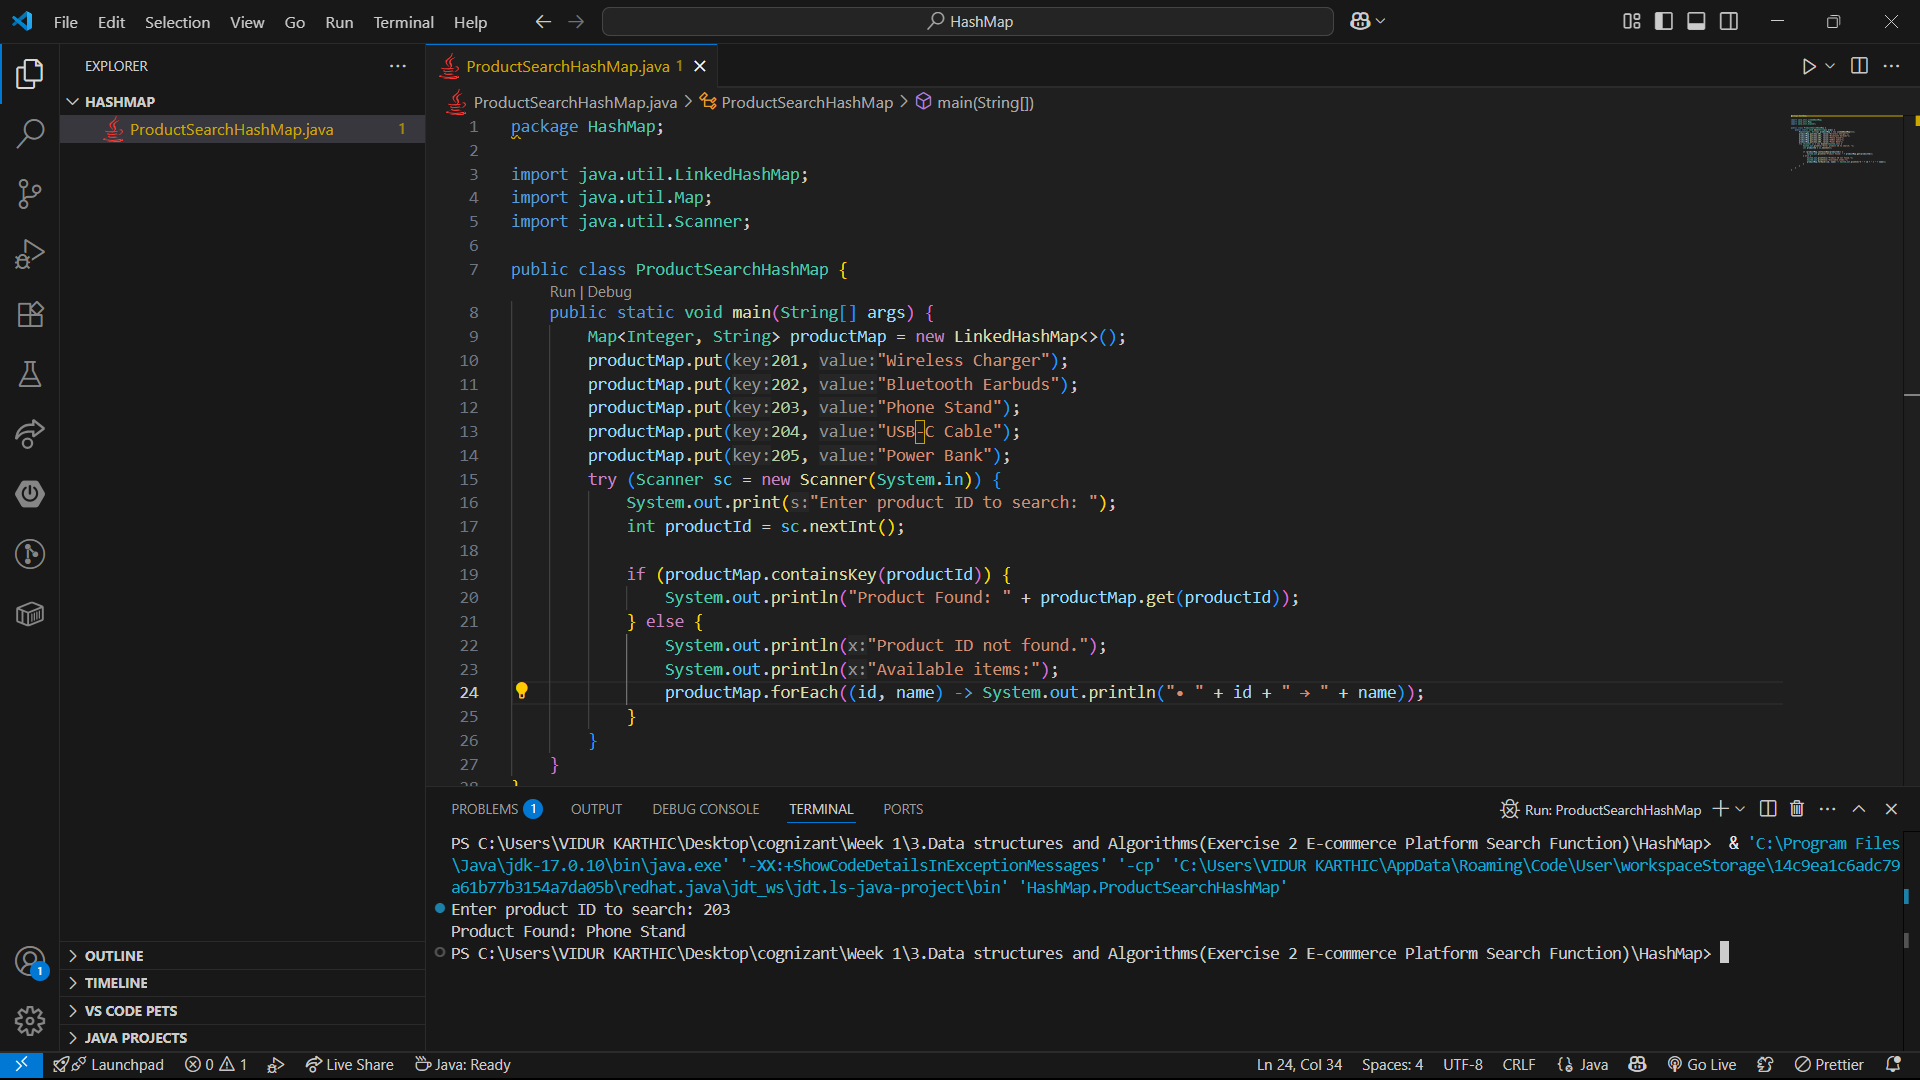 File Edit Selection View Go Run Terminal Help
HashMap
EXPLORER
HASHMAP
ProductSearchHashMap.java 1
OUTLINE
TIMELINE
VS CODE PETS
JAVA PROJECTS
ProductSearchHashMap.java 1
ProductSearchHashMap.java > ProductSearchHashMap > main(String[])
1 package HashMap;
2
3 import java.util.LinkedHashMap;
4 import java.util.Map;
5 import java.util.Scanner;
6
7 public class ProductSearchHashMap {
Run | Debug
8 public static void main(String[] args) {
9 Map<Integer, String> productMap = new LinkedHashMap<>();
10 productMap.put(key:201, value:"Wireless Charger");
11 productMap.put(key:202, value:"Bluetooth Earbuds");
12 productMap.put(key:203, value:"Phone Stand");
13 productMap.put(key:204, value:"USB-C Cable");
14 productMap.put(key:205, value:"Power Bank");
15 try (Scanner sc = new Scanner(System.in)) {
16 System.out.print(s:"Enter product ID to search: ");
17 int productId = sc.nextInt();
18
19 if (productMap.containsKey(productId)) {
20 System.out.println("Product Found: " + productMap.get(productId));
21 } else {
22 System.out.println(x:"Product ID not found.");
23 System.out.println(x:"Available items:");
24 productMap.forEach((id, name) -> System.out.println("• " + id + " → " + name));
25 }
26 }
27 }
28 }
PROBLEMS 1 OUTPUT DEBUG CONSOLE TERMINAL PORTS
Run: ProductSearchHashMap
PS C:\Users\VIDUR KARTHIC\Desktop\cognizant\Week 1\3.Data structures and Algorithms(Exercise 2 E-commerce Platform Search Function)\HashMap> & 'C:\Program Files
\Java\jdk-17.0.10\bin\java.exe' '-XX:+ShowCodeDetailsInExceptionMessages' '-cp' 'C:\Users\VIDUR KARTHIC\AppData\Roaming\Code\User\workspaceStorage\14c9ea1c6adc79
a61b77b3154a7da05b\redhat.java\jdt_ws\jdt.ls-java-project\bin' 'HashMap.ProductSearchHashMap'
Enter product ID to search: 203
Product Found: Phone Stand
PS C:\Users\VIDUR KARTHIC\Desktop\cognizant\Week 1\3.Data structures and Algorithms(Exercise 2 E-commerce Platform Search Function)\HashMap>
1
Launchpad 0 1 Live Share Java: Ready Ln 24, Col 34 Spaces: 4 UTF-8 CRLF Java Go Live Prettier